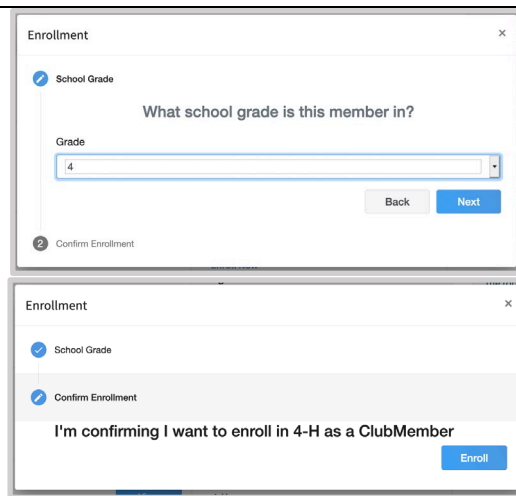 Enrollment ×
School Grade
What school grade is this member in?
Grade
4
Back Next
2 Confirm Enrollment
Enrollment ×
School Grade
Confirm Enrollment
I'm confirming I want to enroll in 4-H as a ClubMember
Enroll